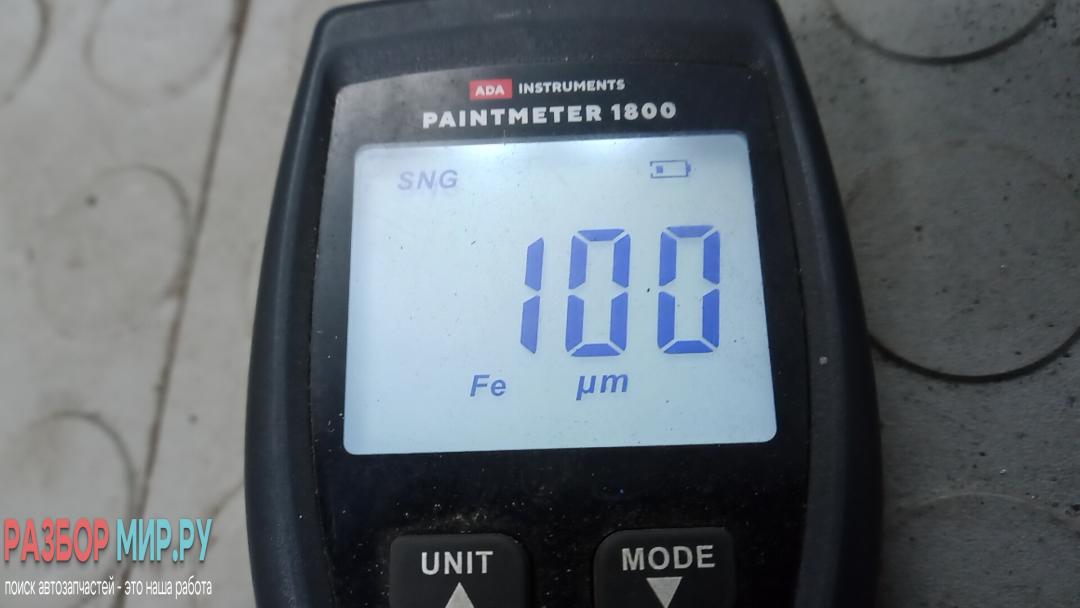 ADA INSTRUMENTS
PAINTMETER 1800
SNG
100
Fe µm
UNIT MODE
РАЗБОР МИР.РУ
поиск автозапчастей - это наша работа